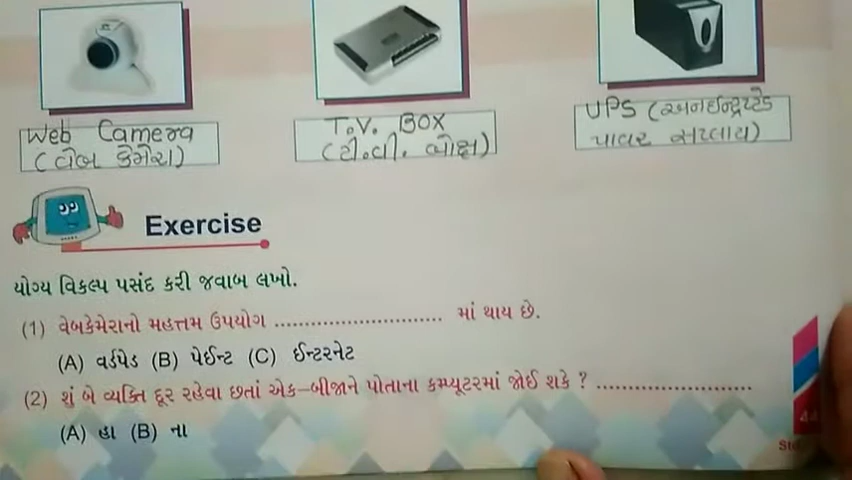 Web Camera
(વેબ કેમેરા)
T.V. BOX
(ટી.વી. બોક્ષ)
UPS (અનઇન્ટ્રપ્ટેડ
પાવર સપ્લાય)
Exercise
યોગ્ય વિકલ્પ પસંદ કરી જવાબ લખો.
(1) વેબકેમેરાનો મહત્તમ ઉપયોગ .............................. માં થાય છે.
(A) વર્ડપેડ (B) પેઈન્ટ (C) ઈન્ટરનેટ
(2) શું બે વ્યક્તિ દૂર રહેવા છતાં એક-બીજાને પોતાના કમ્પ્યૂટરમાં જોઈ શકે ? ............................
(A) હા (B) ના